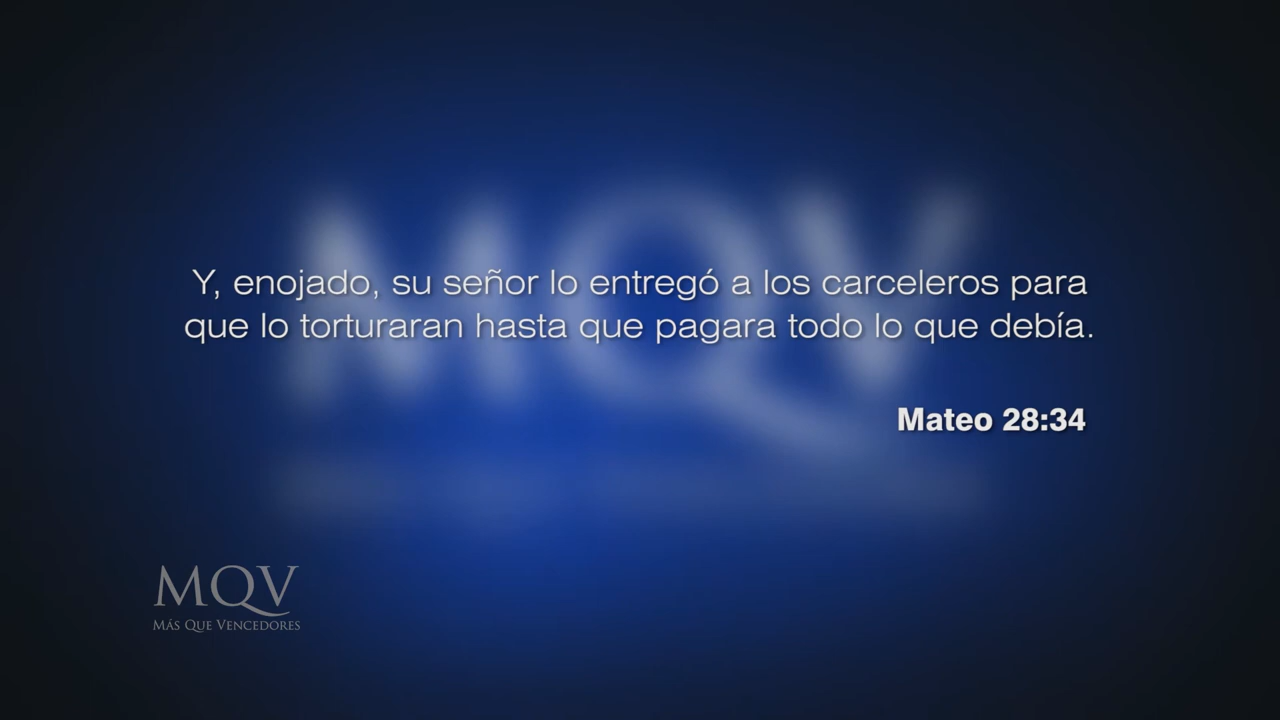 Y, enojado, su señor lo entregó a los carceleros para
que lo torturaran hasta que pagara todo lo que debía.
Mateo 28:34
MQV
MÁS QUE VENCEDORES